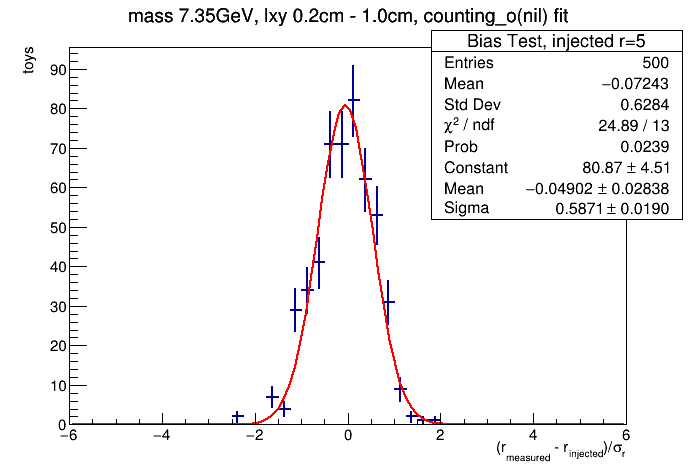 mass 7.35GeV, lxy 0.2cm - 1.0cm, counting_o(nil) fit
toys
Bias Test, injected r=5
Entries 500
Mean −0.07243
Std Dev 0.6284
χ² / ndf 24.89 / 13
Prob 0.0239
Constant 80.87 ± 4.51
Mean −0.04902 ± 0.02838
Sigma 0.5871 ± 0.0190
90
80
70
60
50
40
30
20
10
0
−6 −4 −2 0 2 4 6
(r_measured - r_injected)/σ_r